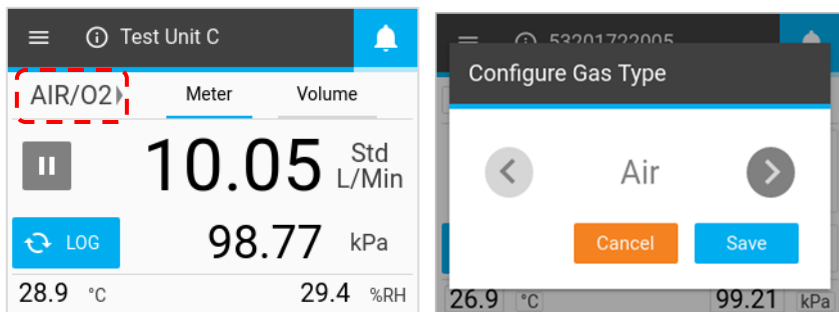 Test Unit C
AIR/O2
Meter
Volume
10.05 Std L/Min
LOG
98.77 kPa
28.9 °C
29.4 %RH
53201722005
Configure Gas Type
Air
Cancel
Save
26.9 °C
99.21 kPa